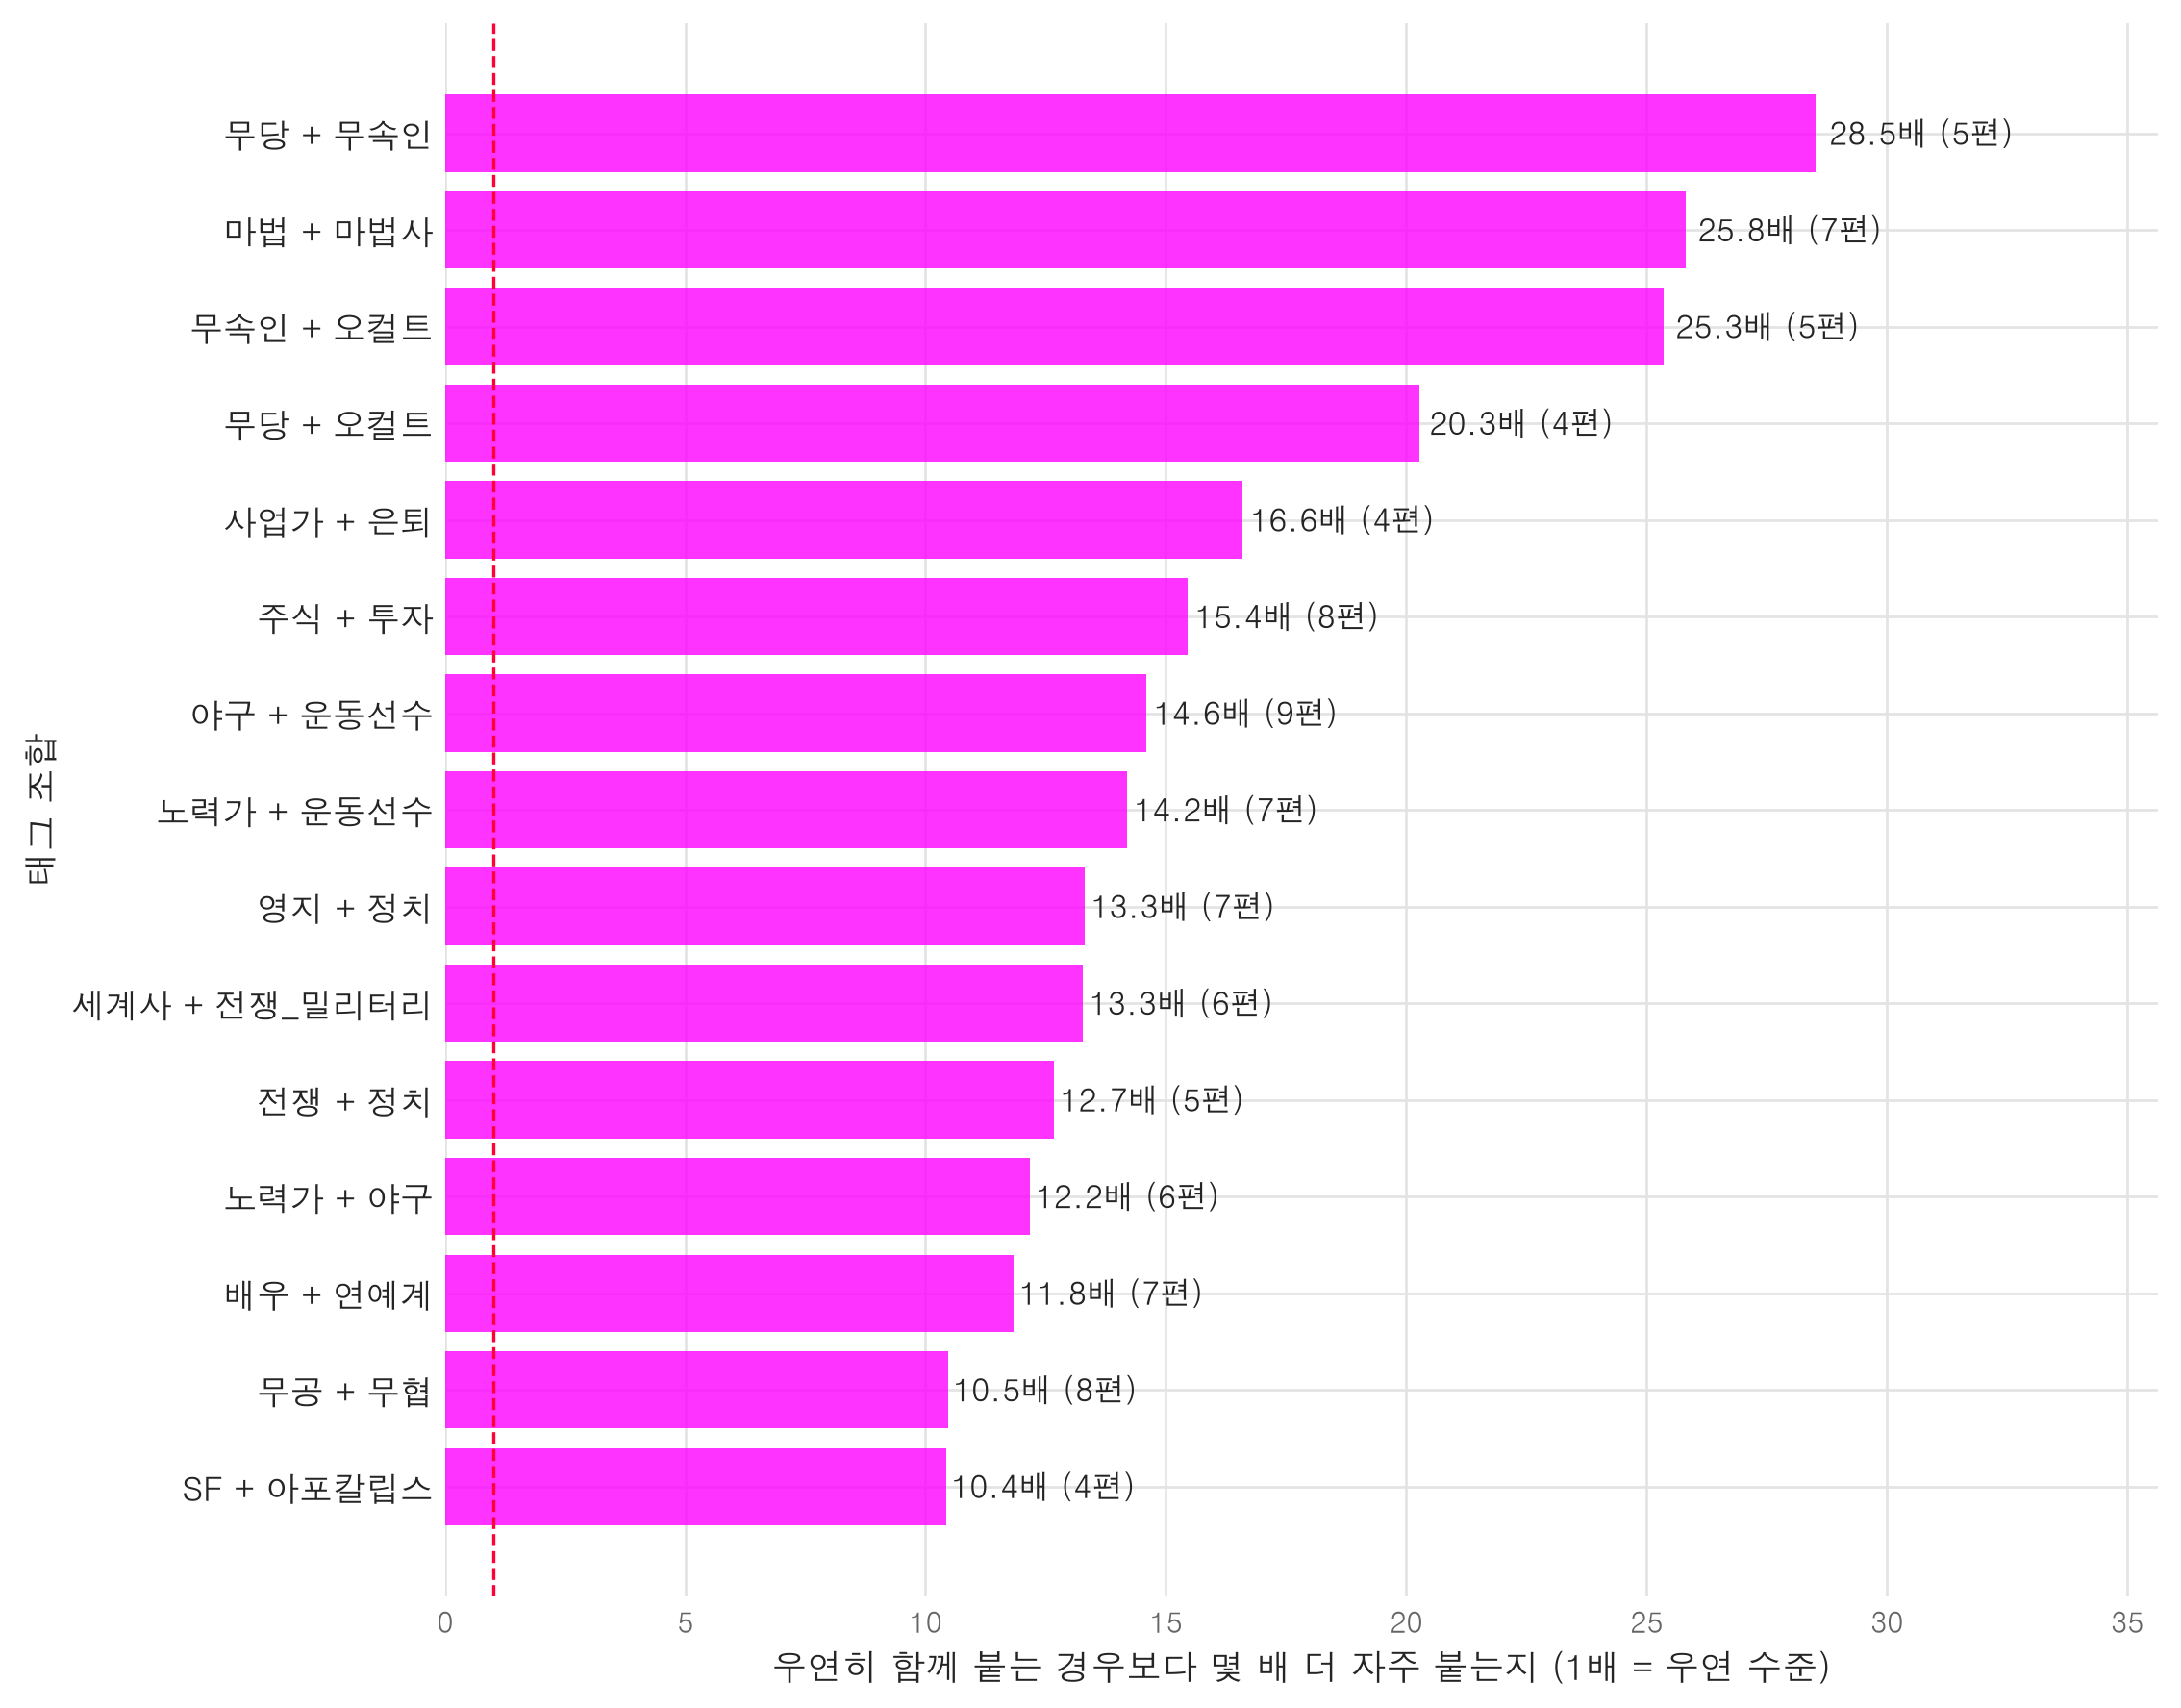 무당 + 무속인
28.5배 (5편)
마법 + 마법사
25.8배 (7편)
무속인 + 오컬트
25.3배 (5편)
무당 + 오컬트
20.3배 (4편)
사업가 + 은퇴
16.6배 (4편)
주식 + 투자
15.4배 (8편)
야구 + 운동선수
14.6배 (9편)
노력가 + 운동선수
14.2배 (7편)
영지 + 정치
13.3배 (7편)
세계사 + 전쟁_밀리터리
13.3배 (6편)
전쟁 + 정치
12.7배 (5편)
노력가 + 야구
12.2배 (6편)
배우 + 연예계
11.8배 (7편)
무공 + 무협
10.5배 (8편)
SF + 아포칼립스
10.4배 (4편)
태그 조합
0 5 10 15 20 25 30 35
우연히 함께 붙는 경우보다 몇 배 더 자주 붙는지 (1배 = 우연 수준)